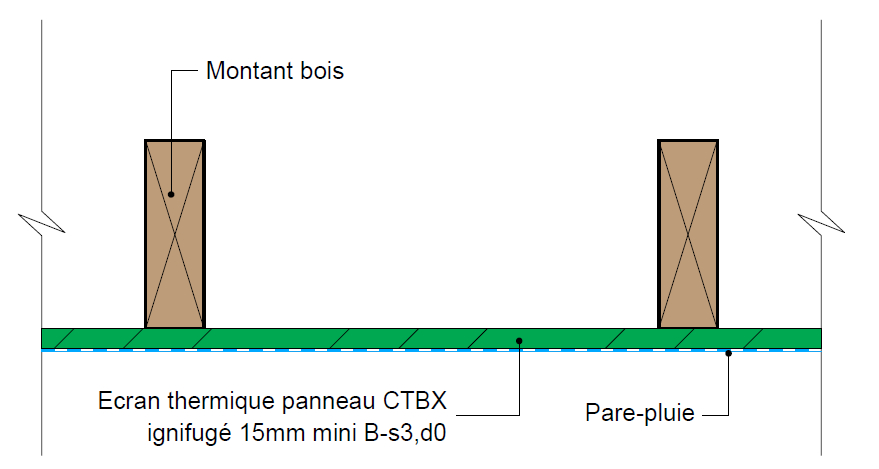 Montant bois
Ecran thermique panneau CTBX
ignifugé 15mm mini B-s3,d0
Pare-pluie